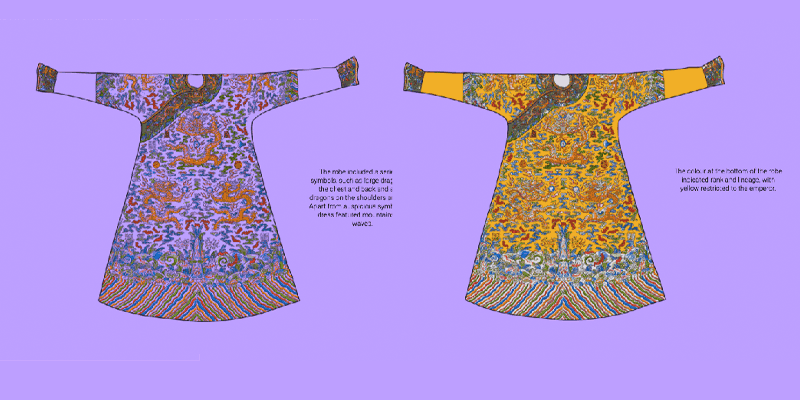 The robe included a
symbols, such as large
the chest and back and
dragons on the shoulders
Apart from auspicious
dress featured
waves.
The colour at the bottom of the robe
indicated rank and lineage, with
yellow restricted to the emperor.